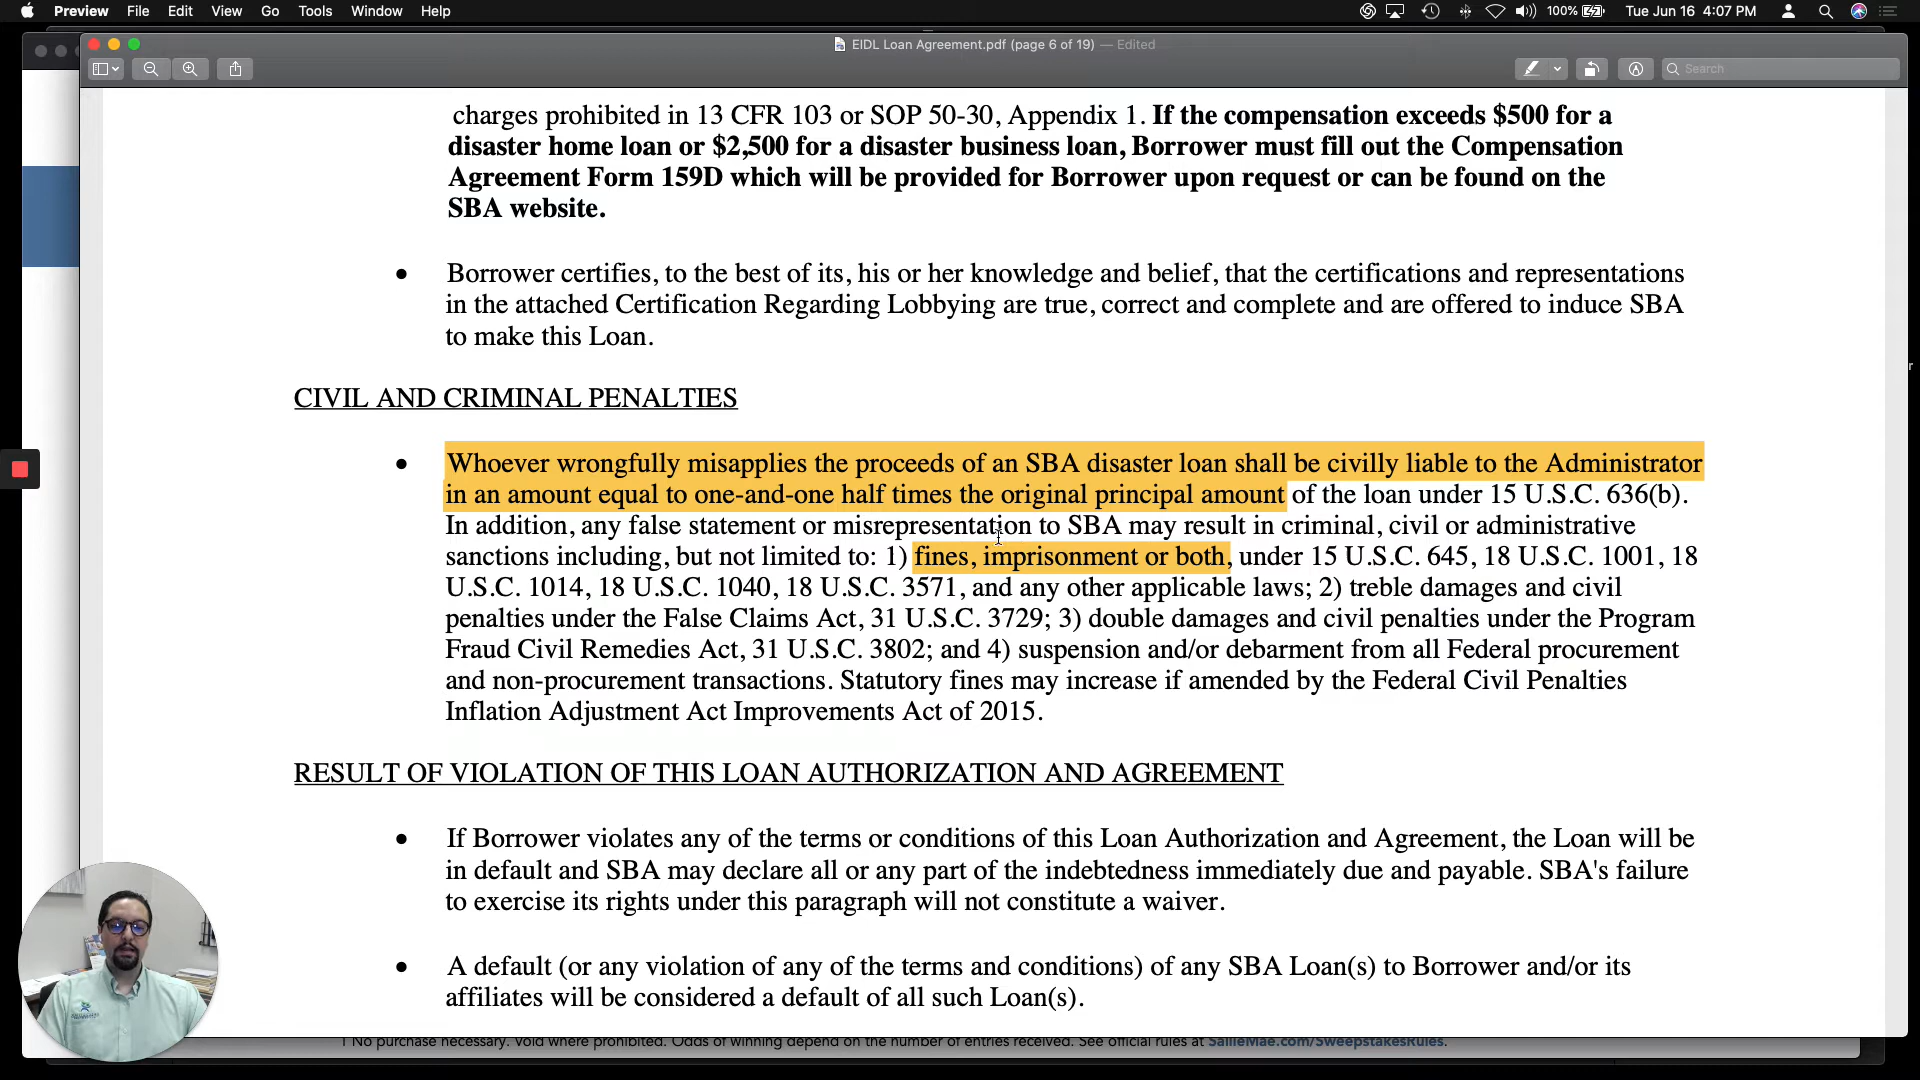 Preview File Edit View Go Tools Window Help
100% Tue Jun 16 4:07 PM
EIDL Loan Agreement.pdf (page 6 of 19) — Edited
Search
charges prohibited in 13 CFR 103 or SOP 50-30, Appendix 1. If the compensation exceeds $500 for a
disaster home loan or $2,500 for a disaster business loan, Borrower must fill out the Compensation
Agreement Form 159D which will be provided for Borrower upon request or can be found on the
SBA website.
• Borrower certifies, to the best of its, his or her knowledge and belief, that the certifications and representations
in the attached Certification Regarding Lobbying are true, correct and complete and are offered to induce SBA
to make this Loan.
CIVIL AND CRIMINAL PENALTIES
• Whoever wrongfully misapplies the proceeds of an SBA disaster loan shall be civilly liable to the Administrator
in an amount equal to one-and-one half times the original principal amount of the loan under 15 U.S.C. 636(b).
In addition, any false statement or misrepresentation to SBA may result in criminal, civil or administrative
sanctions including, but not limited to: 1) fines, imprisonment or both, under 15 U.S.C. 645, 18 U.S.C. 1001, 18
U.S.C. 1014, 18 U.S.C. 1040, 18 U.S.C. 3571, and any other applicable laws; 2) treble damages and civil
penalties under the False Claims Act, 31 U.S.C. 3729; 3) double damages and civil penalties under the Program
Fraud Civil Remedies Act, 31 U.S.C. 3802; and 4) suspension and/or debarment from all Federal procurement
and non-procurement transactions. Statutory fines may increase if amended by the Federal Civil Penalties
Inflation Adjustment Act Improvements Act of 2015.
RESULT OF VIOLATION OF THIS LOAN AUTHORIZATION AND AGREEMENT
• If Borrower violates any of the terms or conditions of this Loan Authorization and Agreement, the Loan will be
in default and SBA may declare all or any part of the indebtedness immediately due and payable. SBA's failure
to exercise its rights under this paragraph will not constitute a waiver.
• A default (or any violation of any of the terms and conditions) of any SBA Loan(s) to Borrower and/or its
affiliates will be considered a default of all such Loan(s).
1 No purchase necessary. Void where prohibited. Odds of winning depend on the number of entries received. See official rules at SallieMae.com/SweepstakesRules.